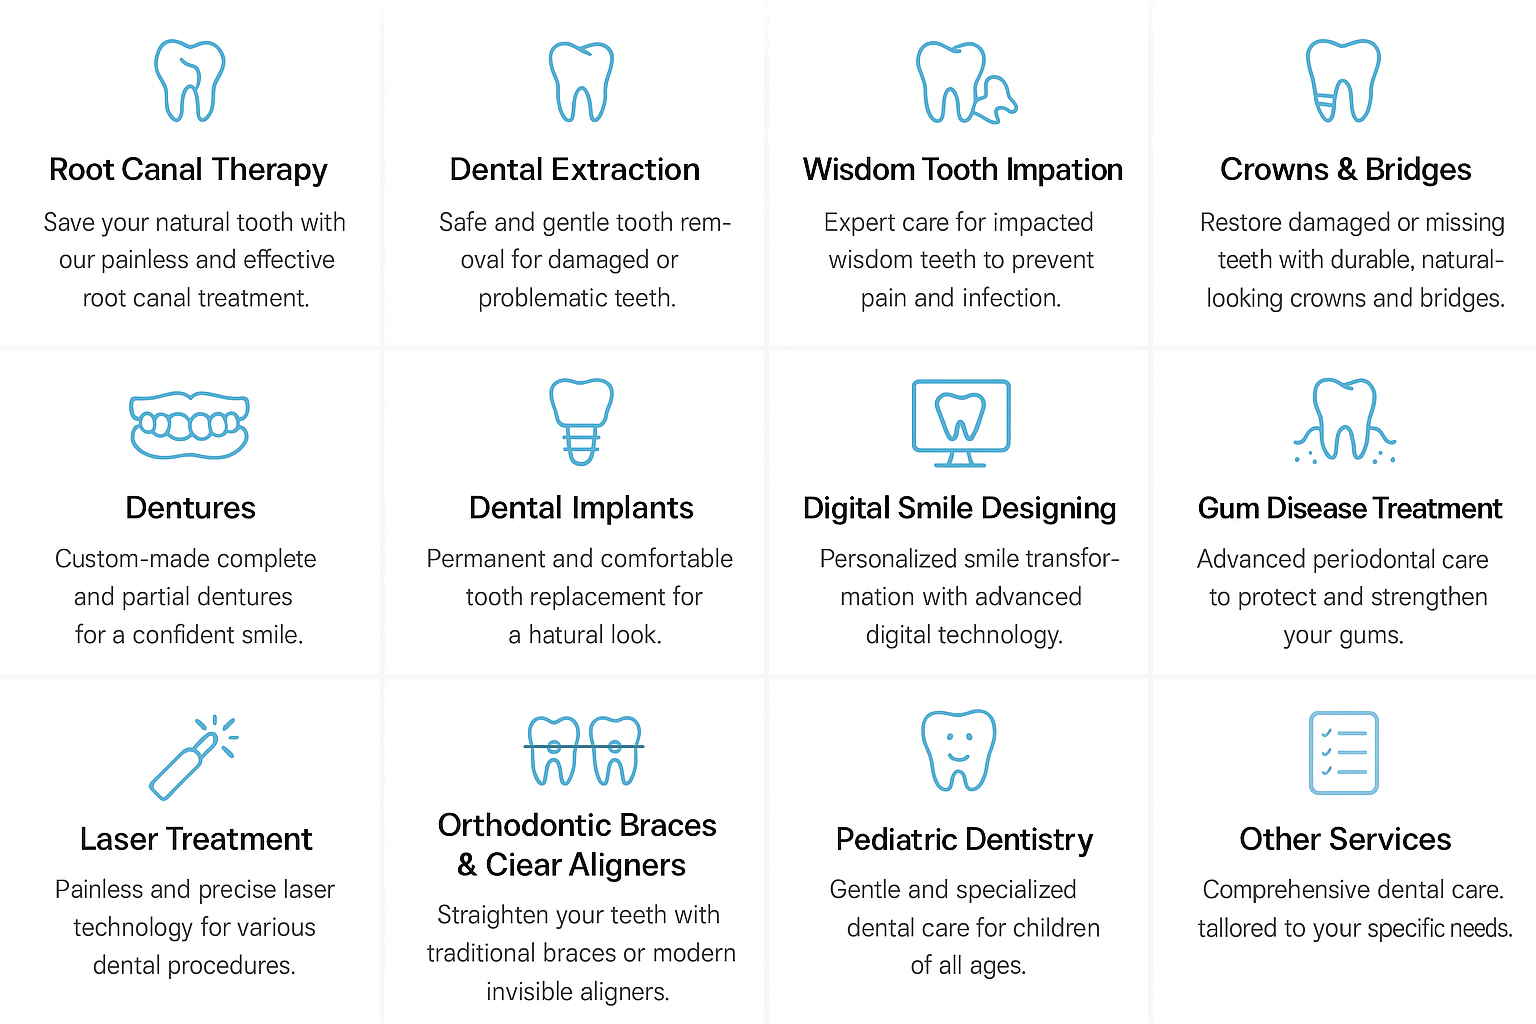 Root Canal Therapy
Save your natural tooth with
our painless and effective
root canal treatment.
Dental Extraction
Safe and gentle tooth rem-
oval for damaged or
problematic teeth.
Wisdom Tooth Impation
Expert care for impacted
wisdom teeth to prevent
pain and infection.
Crowns & Bridges
Restore damaged or missing
teeth with durable, natural-
looking crowns and bridges.
Dentures
Custom-made complete
and partial dentures
for a confident smile.
Dental Implants
Permanent and comfortable
tooth replacement for
a hatural look.
Digital Smile Designing
Personalized smile transfor-
mation with advanced
digital technology.
Gum Disease Treatment
Advanced periodontal care
to protect and strengthen
your gums.
Laser Treatment
Painless and precise laser
technology for various
dental procedures.
Orthodontic Braces
& Ciear Aligners
Straighten your teeth with
traditional braces or modern
invisible aligners.
Pediatric Dentistry
Gentle and specialized
dental care for children
of all ages.
Other Services
Comprehensive dental care.
tailored to your specific needs.